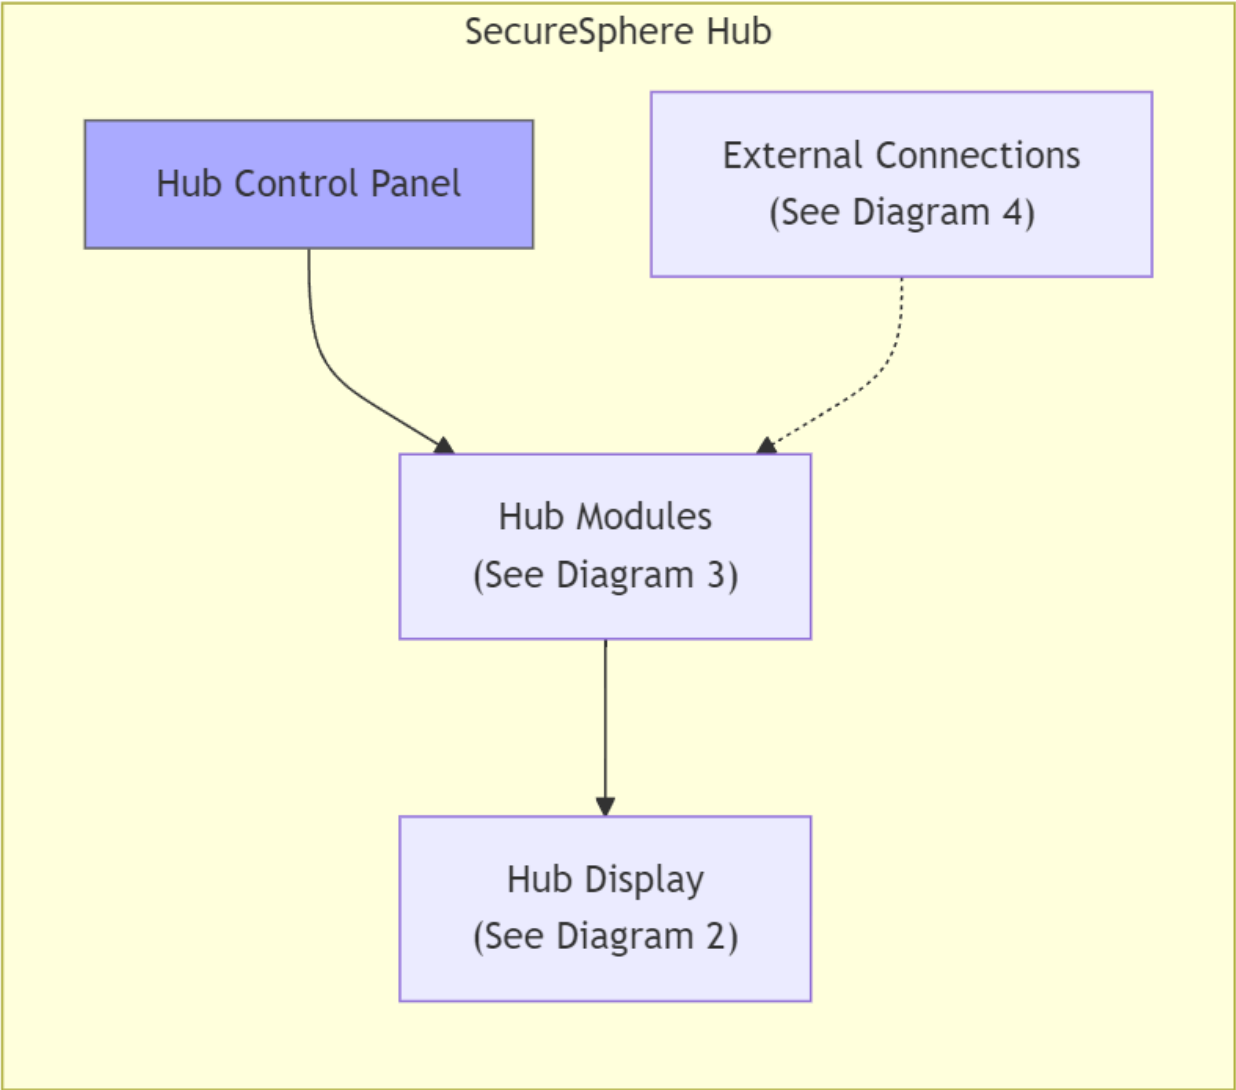 SecureSphere Hub
Hub Control Panel
External Connections
(See Diagram 4)
Hub Modules
(See Diagram 3)
Hub Display
(See Diagram 2)